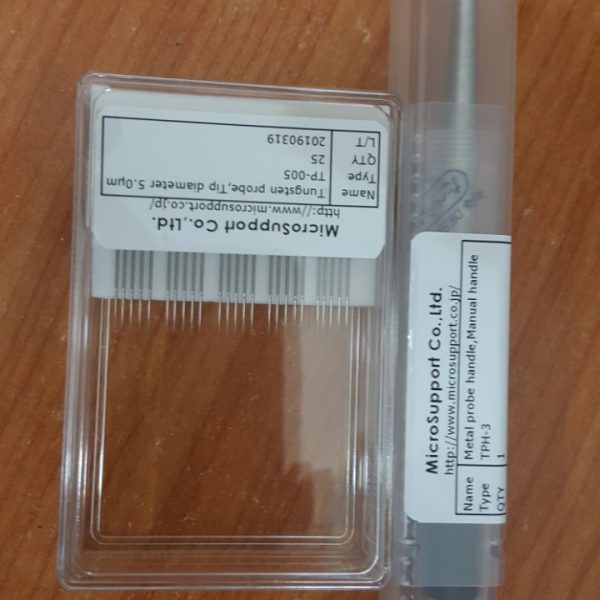 MicroSupport Co.,Ltd.
http://www.microsupport.co.jp/
Name Tungsten probe,Tip diameter 5.0µm
Type TP-005
QTY 25
L/T 20190319
MicroSupport Co.,Ltd.
http://www.microsupport.co.jp/
Name Metal probe handle,Manual handle
Type TPH-3
QTY 1